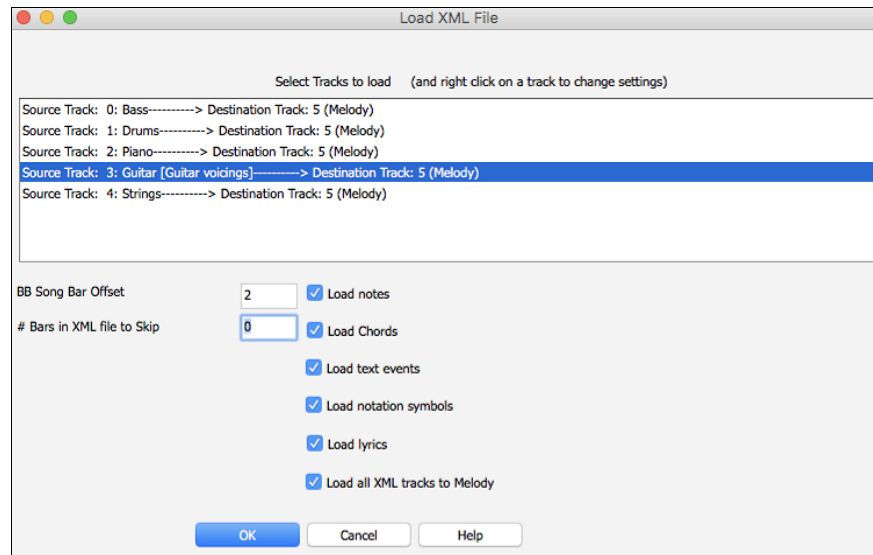 Load XML File
Select Tracks to load (and right click on a track to change settings)
Source Track: 0: Bass----------> Destination Track: 5 (Melody)
Source Track: 1: Drums----------> Destination Track: 5 (Melody)
Source Track: 2: Piano----------> Destination Track: 5 (Melody)
Source Track: 3: Guitar [Guitar voicings]----------> Destination Track: 5 (Melody)
Source Track: 4: Strings----------> Destination Track: 5 (Melody)
BB Song Bar Offset 2 Load notes
# Bars in XML file to Skip 0 Load Chords
Load text events
Load notation symbols
Load lyrics
Load all XML tracks to Melody
OK Cancel Help